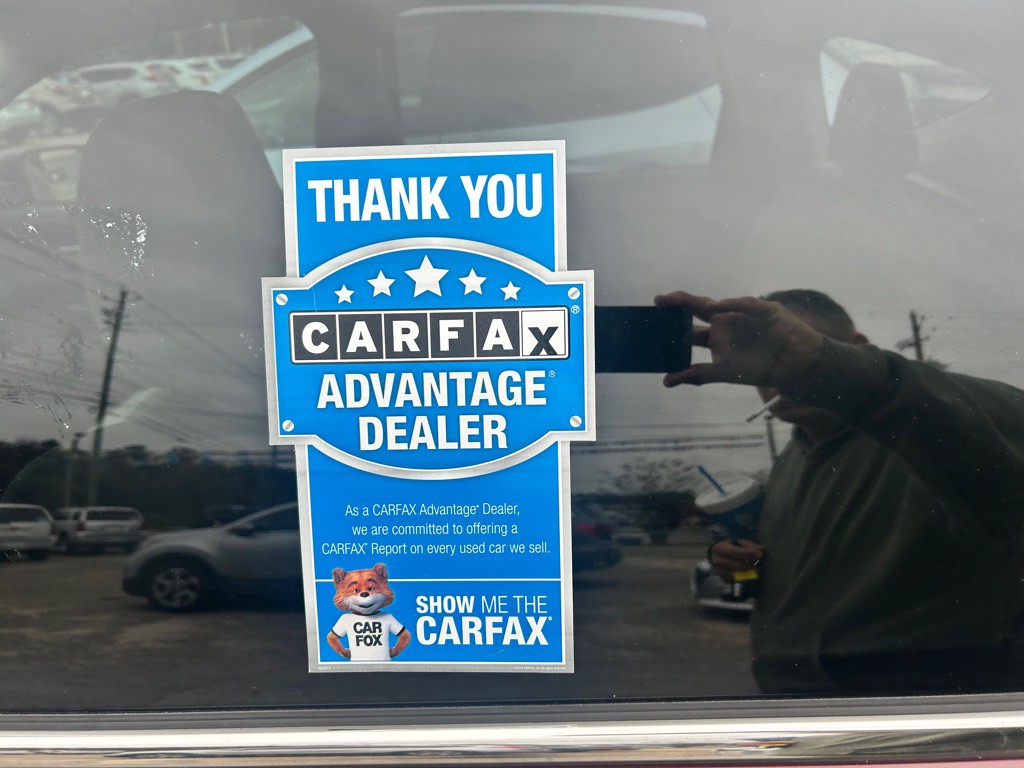 THANK YOU
CARFAX®
ADVANTAGE®
DEALER
As a CARFAX Advantage® Dealer,
we are committed to offering a
CARFAX® Report on every used car we sell.
CAR
FOX
SHOW ME THE
CARFAX®